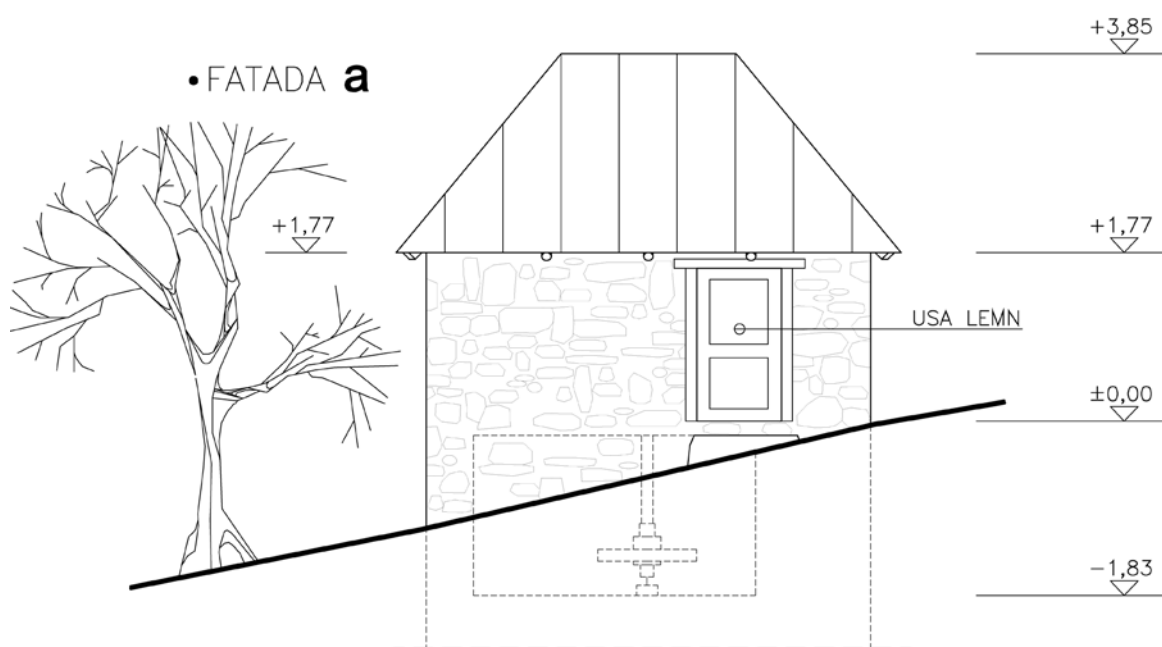 +3,85
• FATADA a
+1,77
+1,77
USA LEMN
±0,00
−1,83